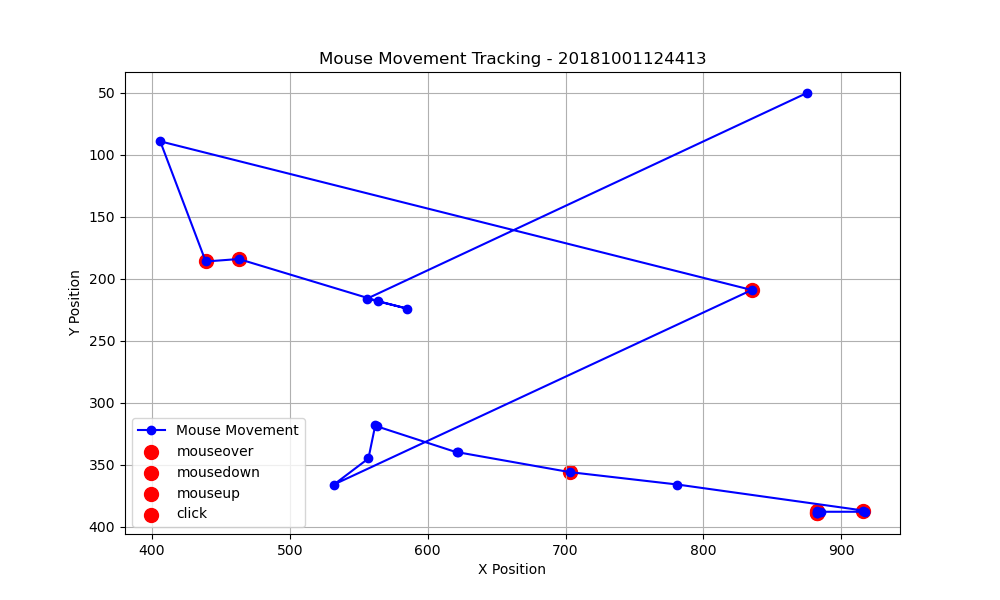 Mouse Movement Tracking - 20181001124413
50
100
150
200
250
300
350
400
Y Position
Mouse Movement
mouseover
mousedown
mouseup
click
400
500
600
700
800
900
X Position